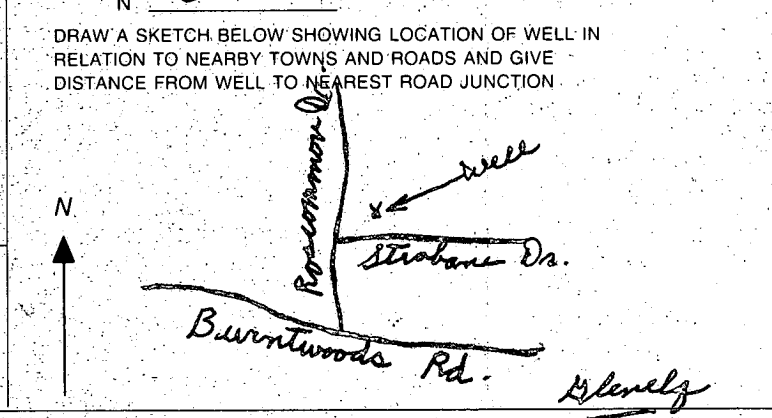 N
DRAW A SKETCH BELOW SHOWING LOCATION OF WELL IN
RELATION TO NEARBY TOWNS AND ROADS AND GIVE
DISTANCE FROM WELL TO NEAREST ROAD JUNCTION
Roscommon Dr.
Well
x
N
Strobane Dr.
Burntwoods Rd.
Glenelg